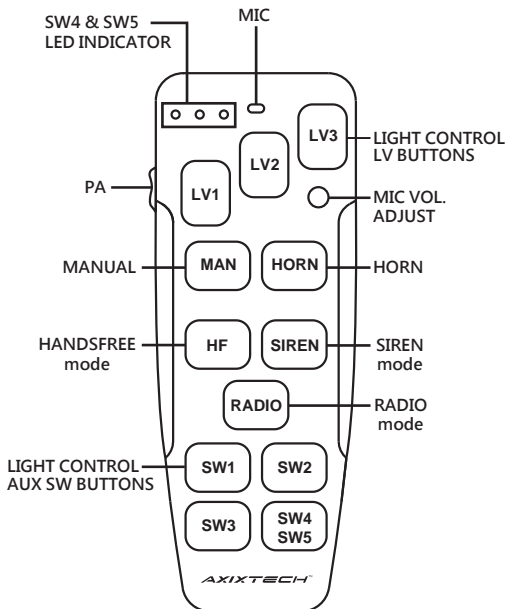 SW4 & SW5
LED INDICATOR
MIC
LV3
LIGHT CONTROL
LV BUTTONS
LV2
LV1
PA
MIC VOL.
ADJUST
MANUAL
MAN
HORN
HORN
HANDSFREE
mode
HF
SIREN
SIREN
mode
RADIO
RADIO
mode
LIGHT CONTROL
AUX SW BUTTONS
SW1
SW2
SW3
SW4
SW5
AXIXTECH™